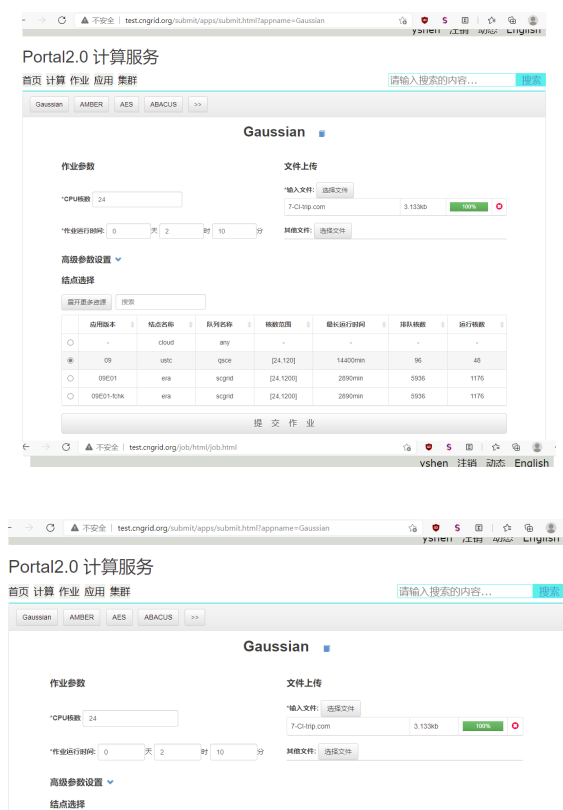 不安全 | test.cngrid.org/submit/apps/submit.html?appname=Gaussian
yshen 注销 动态 English
Portal2.0 计算服务
首页 计算 作业 应用 集群 请输入搜索的内容... 搜索
Gaussian AMBER AES ABACUS >>
Gaussian
作业参数 文件上传
*输入文件: 选择文件
*CPU核数 24 7-Ci-trip.com 3.133kb 100%
*作业运行时间: 0 天 2 时 10 分 其他文件: 选择文件
高级参数设置
结点选择
展开更多资源 搜索
应用版本 结点名称 队列名称 核数范围 最长运行时间 排队核数 运行核数
- cloud any - - - -
09 ustc qsce [24,120] 14400min 96 48
09E01 era scgrid [24,1200] 2890min 5936 1176
09E01-fchk era scgrid [24,1200] 2890min 5936 1176
提 交 作 业
不安全 | test.cngrid.org/job/html/job.html
yshen 注销 动态 English
不安全 | test.cngrid.org/submit/apps/submit.html?appname=Gaussian
yshen 注销 动态 English
Portal2.0 计算服务
首页 计算 作业 应用 集群 请输入搜索的内容... 搜索
Gaussian AMBER AES ABACUS >>
Gaussian
作业参数 文件上传
*输入文件: 选择文件
*CPU核数 24 7-Ci-trip.com 3.133kb 100%
*作业运行时间: 0 天 2 时 10 分 其他文件: 选择文件
高级参数设置
结点选择